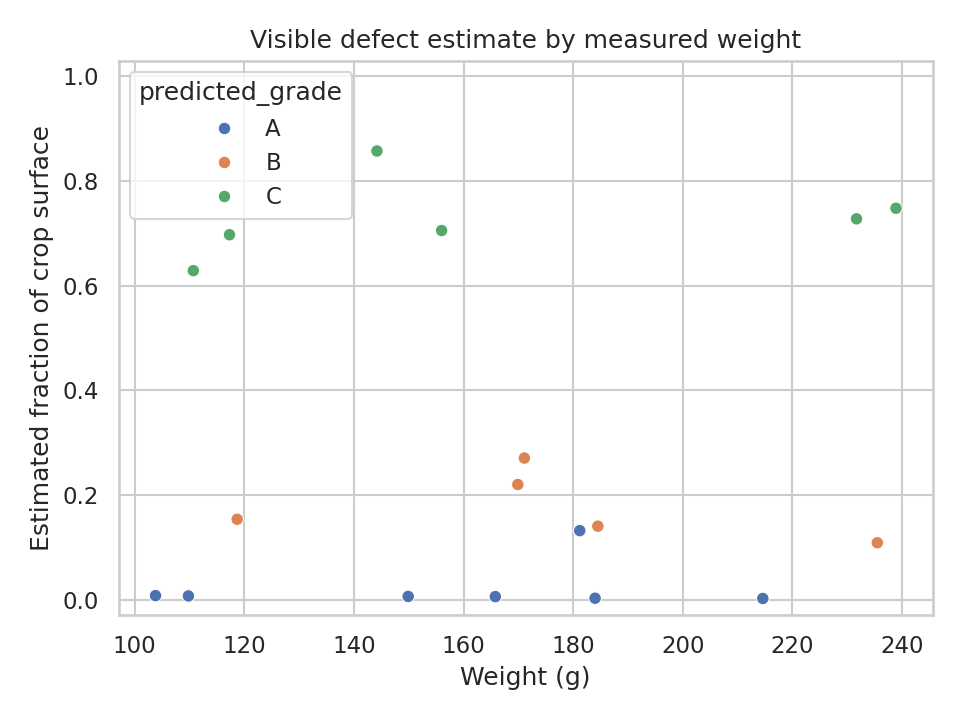 Visible defect estimate by measured weight
Estimated fraction of crop surface
1.0
0.8
0.6
0.4
0.2
0.0
predicted_grade
A
B
C
100 120 140 160 180 200 220 240
Weight (g)